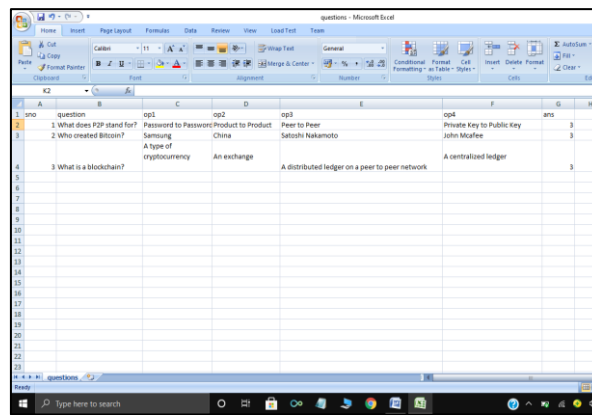 questions - Microsoft Excel
Home Insert Page Layout Formulas Data Review View Load Test Team
Cut
Copy
Format Painter
Paste
Clipboard
Calibri 11
Font
Wrap Text
Merge & Center
Alignment
General
Number
Conditional Formatting
Format as Table
Cell Styles
Styles
Insert Delete Format
Cells
AutoSum
Fill
Clear
K2 fx
A B C D E F G H
1 sno question op1 op2 op3 op4 ans
2 1 What does P2P stand for? Password to Password Product to Product Peer to Peer Private Key to Public Key 3
3 2 Who created Bitcoin? Samsung China Satoshi Nakamoto John Mcafee 3
4 3 What is a blockchain? A type of cryptocurrency An exchange A distributed ledger on a peer to peer network A centralized ledger 3
5
6
7
8
9
10
11
12
13
14
15
16
17
18
19
20
21
22
23
questions
Ready
Type here to search